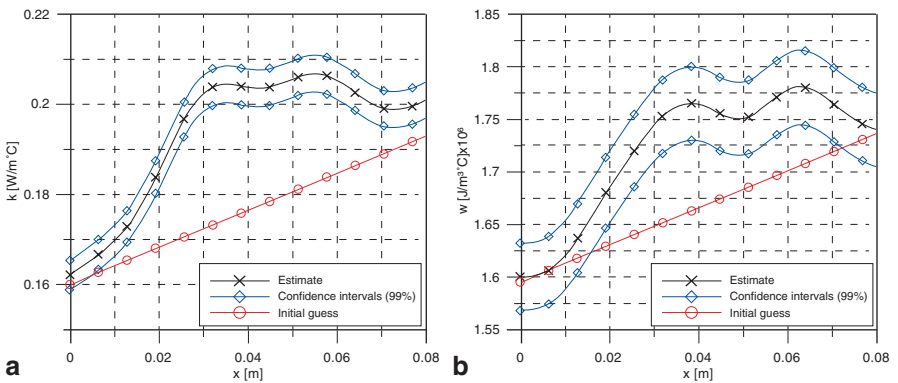 0.22
0.2
0.18
0.16
k [W/m°C]
Estimate
Confidence intervals (99%)
Initial guess
0
0.02
0.04
0.06
0.08
x [m]
a
1.85
1.8
1.75
1.7
1.65
1.6
1.55
w [J/m³°C]x10⁶
Estimate
Confidence intervals (99%)
Initial guess
0
0.02
0.04
0.06
0.08
x [m]
b